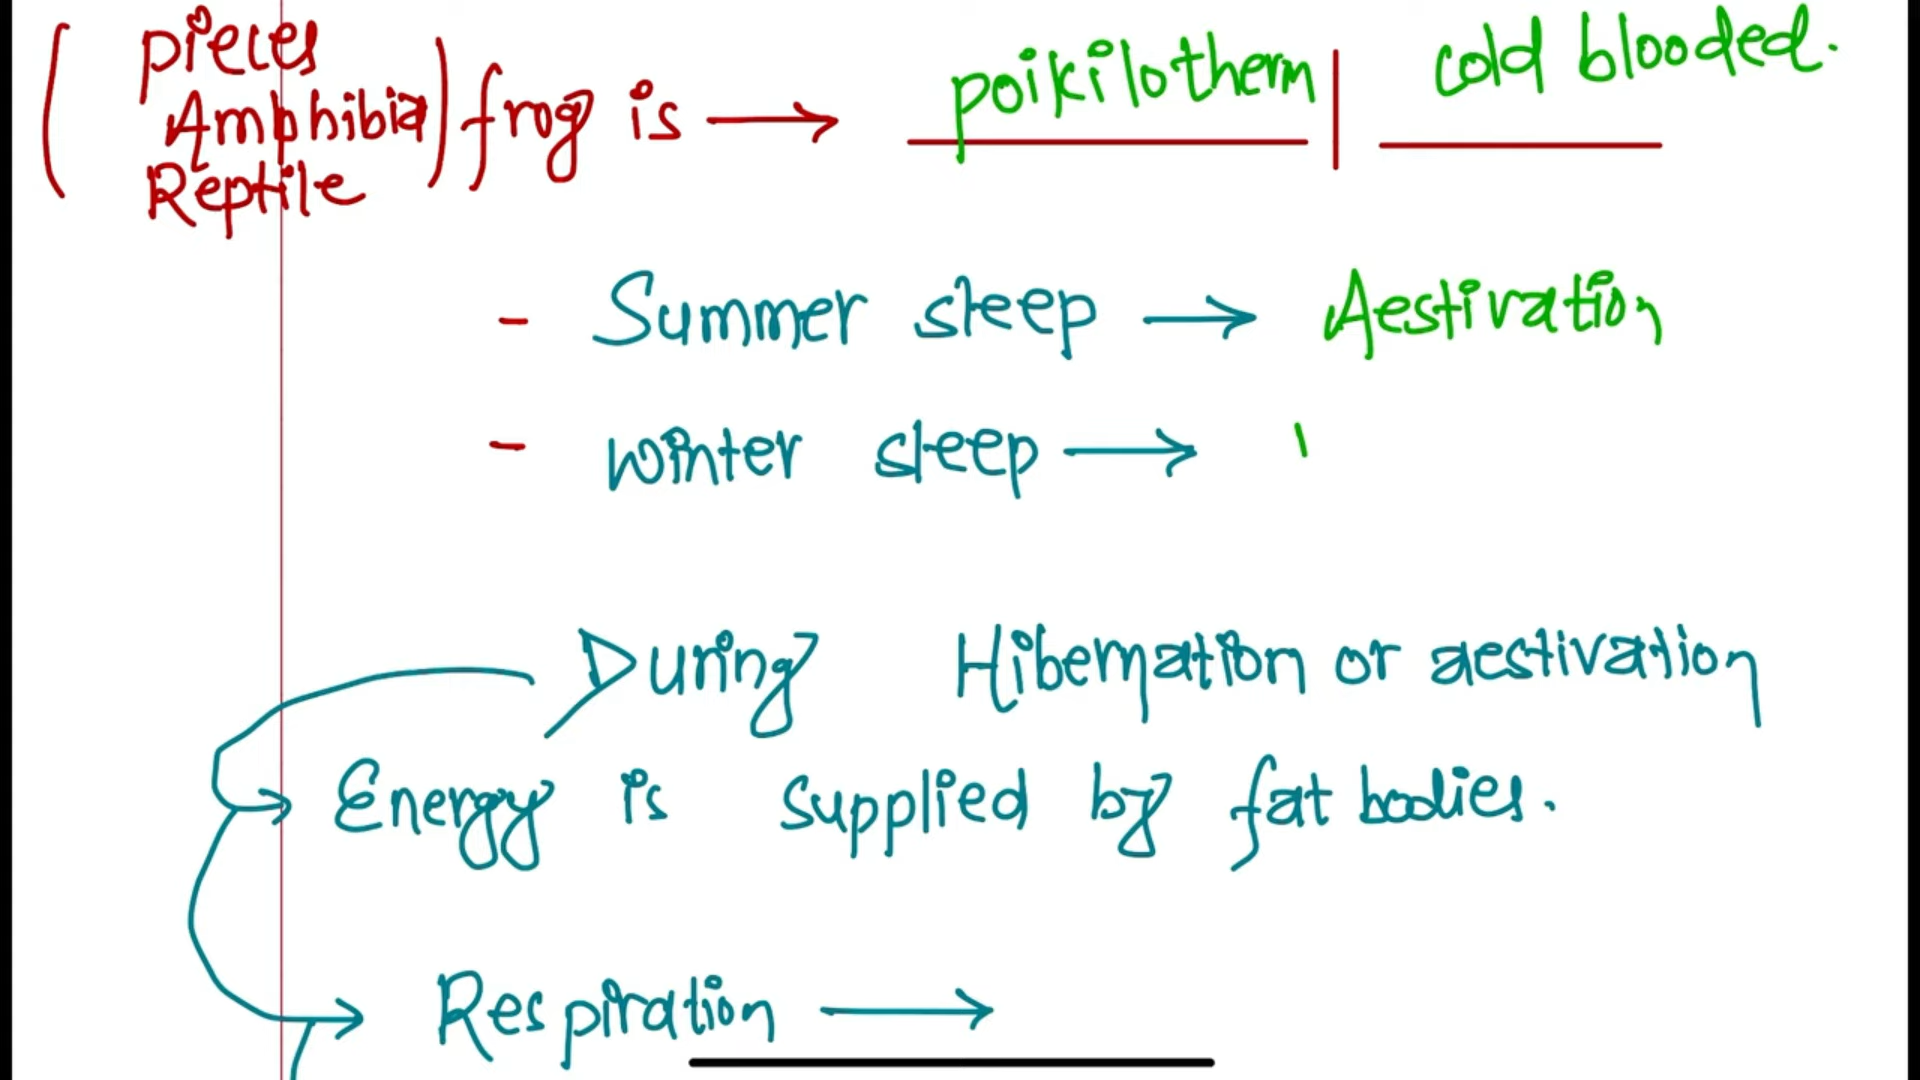 ( pieces
Amphibia ) frog is → poikilotherm | cold blooded.
Reptile
- Summer sleep → Aestivation
- Winter sleep →
During Hibernation or aestivation
Energy is supplied by fat bodies.
Respiration →